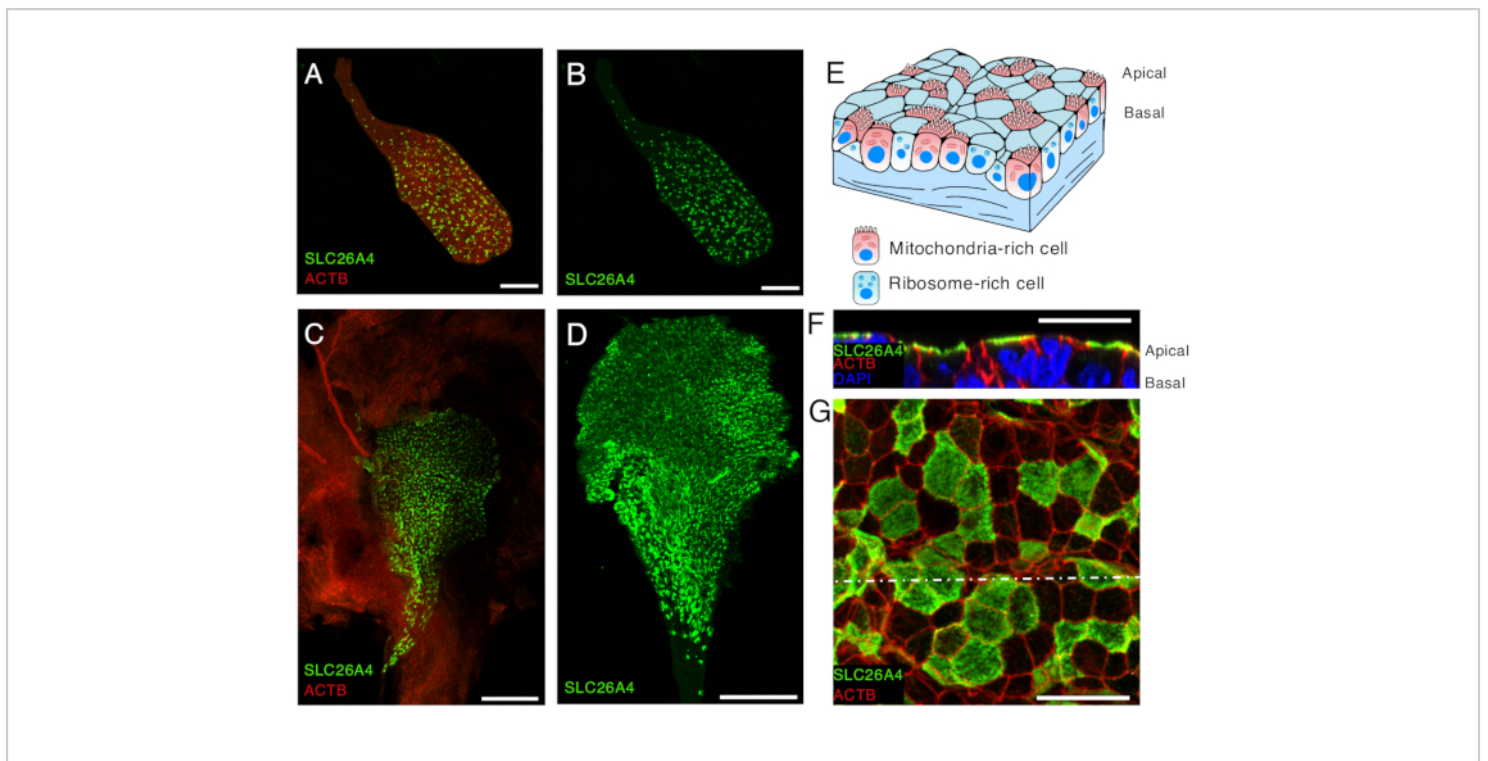 A
SLC26A4
ACTB
B
SLC26A4
C
SLC26A4
ACTB
D
SLC26A4
E
Apical
Basal
Mitochondria-rich cell
Ribosome-rich cell
F
SLC26A4
ACTB
DAPI
Apical
Basal
G
SLC26A4
ACTB